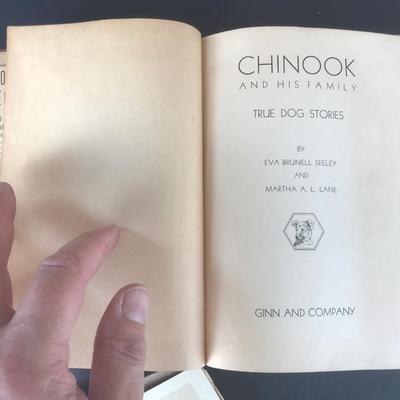 CHINOOK
AND HIS FAMILY
TRUE DOG STORIES
BY
EVA BRUNELL SEELEY
AND
MARTHA A. L. LANE
GINN AND COMPANY